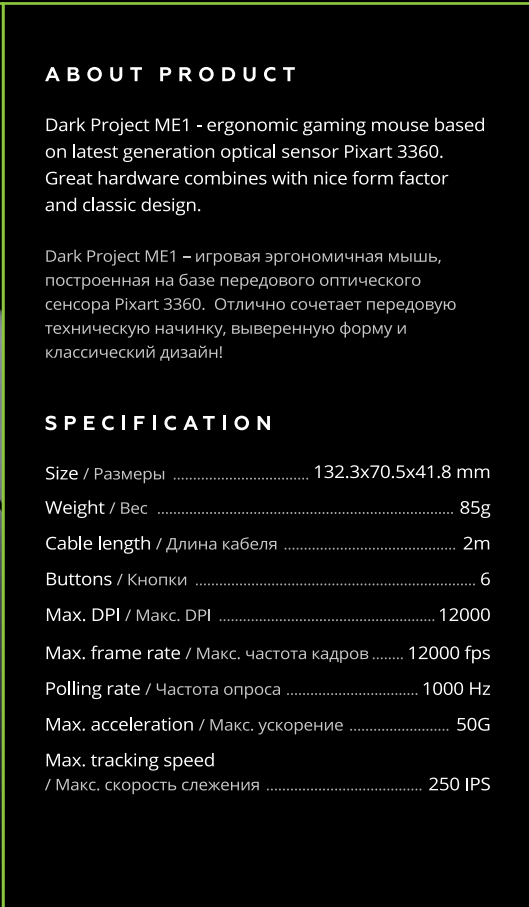 ABOUT PRODUCT
Dark Project ME1 - ergonomic gaming mouse based
on latest generation optical sensor Pixart 3360.
Great hardware combines with nice form factor
and classic design.
Dark Project ME1 – игровая эргономичная мышь,
построенная на базе передового оптического
сенсора Pixart 3360. Отлично сочетает передовую
техническую начинку, выверенную форму и
классический дизайн!
SPECIFICATION
Size / Размеры ........ 132.3x70.5x41.8 mm
Weight / Вес ........ 85g
Cable length / Длина кабеля ........ 2m
Buttons / Кнопки ........ 6
Max. DPI / Макс. DPI ........ 12000
Max. frame rate / Макс. частота кадров ........ 12000 fps
Polling rate / Частота опроса ........ 1000 Hz
Max. acceleration / Макс. ускорение ........ 50G
Max. tracking speed
/ Макс. скорость слежения ........ 250 IPS